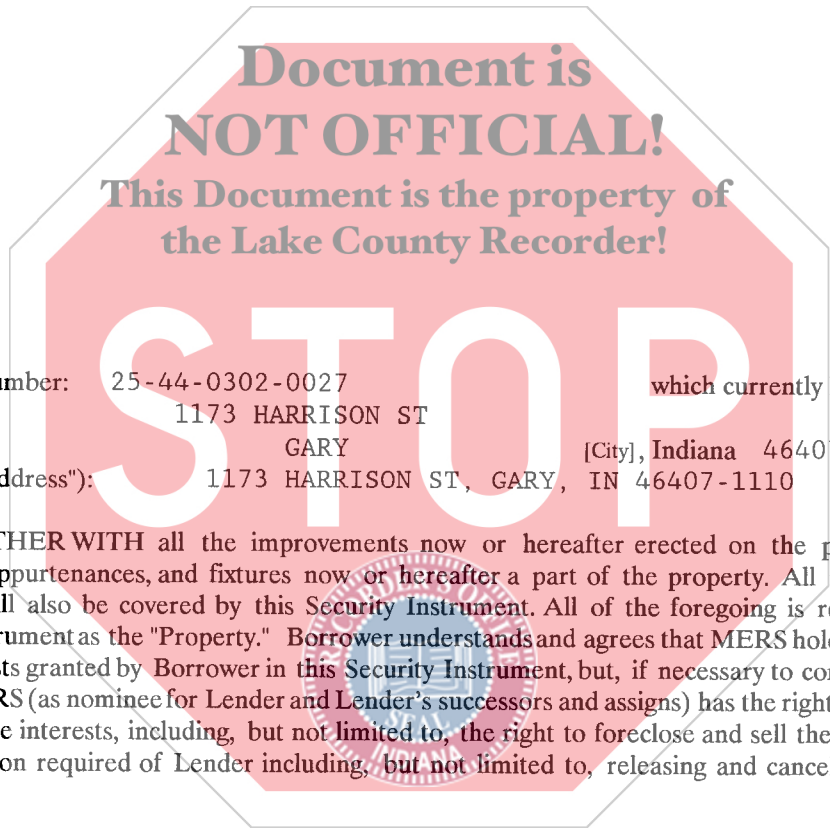 Document is
NOT OFFICIAL!
This Document is the property of
the Lake County Recorder!
STOP
umber: 25-44-0302-0027 which currently
1173 HARRISON ST
GARY [City], Indiana 4640
ddress"): 1173 HARRISON ST, GARY, IN 46407-1110
THER WITH all the improvements now or hereafter erected on the p
ppurtenances, and fixtures now or hereafter a part of the property. All
ll also be covered by this Security Instrument. All of the foregoing is r
rument as the "Property." Borrower understands and agrees that MERS hol
ts granted by Borrower in this Security Instrument, but, if necessary to co
RS (as nominee for Lender and Lender's successors and assigns) has the right
e interests, including, but not limited to, the right to foreclose and sell the
on required of Lender including, but not limited to, releasing and cance
RECORDER'S OFFICE
SEAL
INDIANA